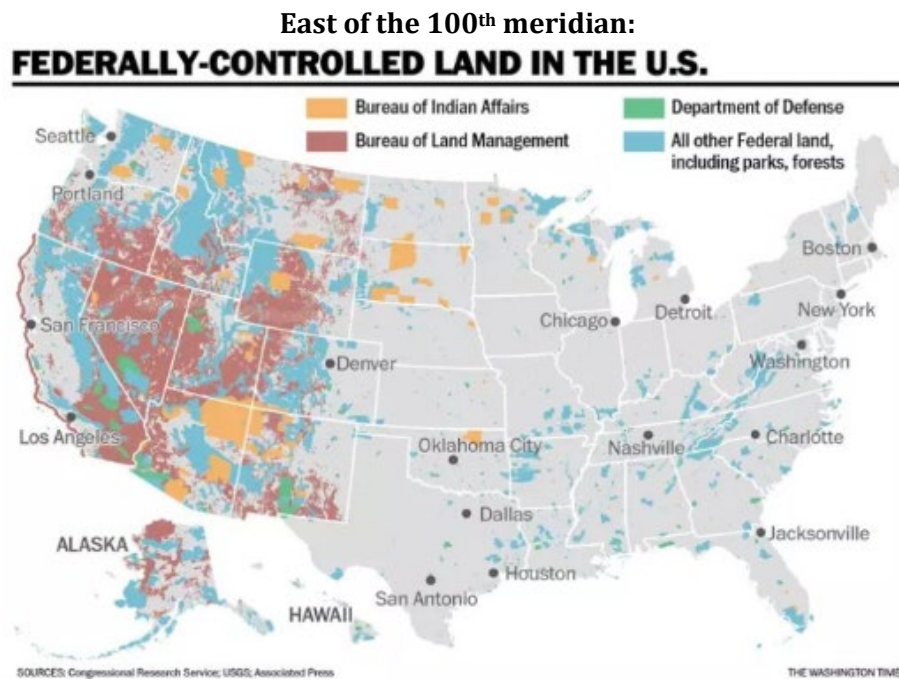 East of the 100th meridian:
FEDERALLY-CONTROLLED LAND IN THE U.S.
Bureau of Indian Affairs
Department of Defense
Bureau of Land Management
All other Federal land,
including parks, forests
Seattle
Portland
Boston
New York
Chicago
Detroit
San Francisco
Washington
Denver
Los Angeles
Oklahoma City
Nashville
Charlotte
Dallas
Jacksonville
ALASKA
Houston
San Antonio
HAWAII
SOURCES: Congressional Research Service; USGS; Associated Press
THE WASHINGTON TIME